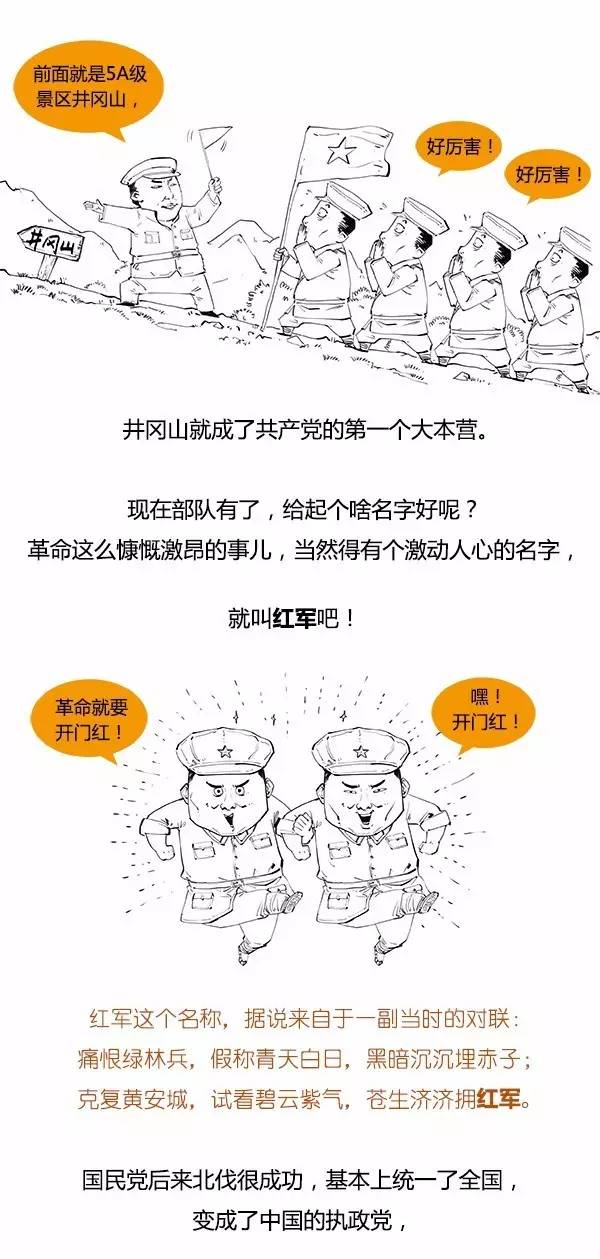 前面就是5A级
景区井冈山，
好厉害！
好厉害！
井冈山
井冈山就成了共产党的第一个大本营。
现在部队有了，给起个啥名字好呢？
革命这么慷慨激昂的事儿，当然得有个激动人心的名字，
就叫红军吧！
革命就要
开门红！
嘿！
开门红！
红军这个名称，据说来自于一副当时的对联：
痛恨绿林兵，假称青天白日，黑暗沉沉埋赤子；
克复黄安城，试看碧云紫气，苍生济济拥红军。
国民党后来北伐很成功，基本上统一了全国，
变成了中国的执政党，